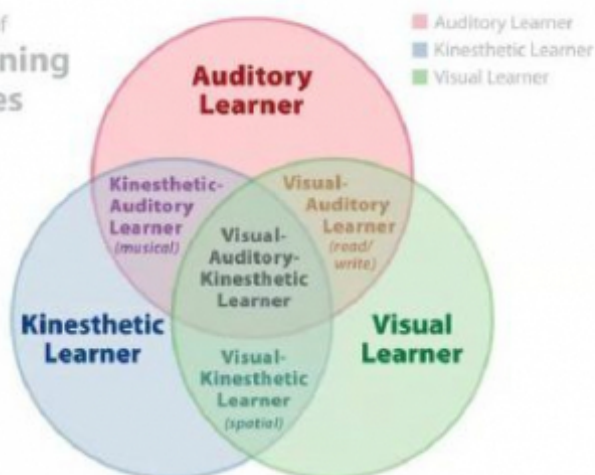 of
ning
es
Auditory Learner
Kinesthetic Learner
Visual Learner
Auditory
Learner
Kinesthetic-
Auditory
Learner
(musical)
Visual-
Auditory
Learner
(read/
write)
Visual-
Auditory-
Kinesthetic
Learner
Kinesthetic
Learner
Visual
Learner
Visual-
Kinesthetic
Learner
(spatial)